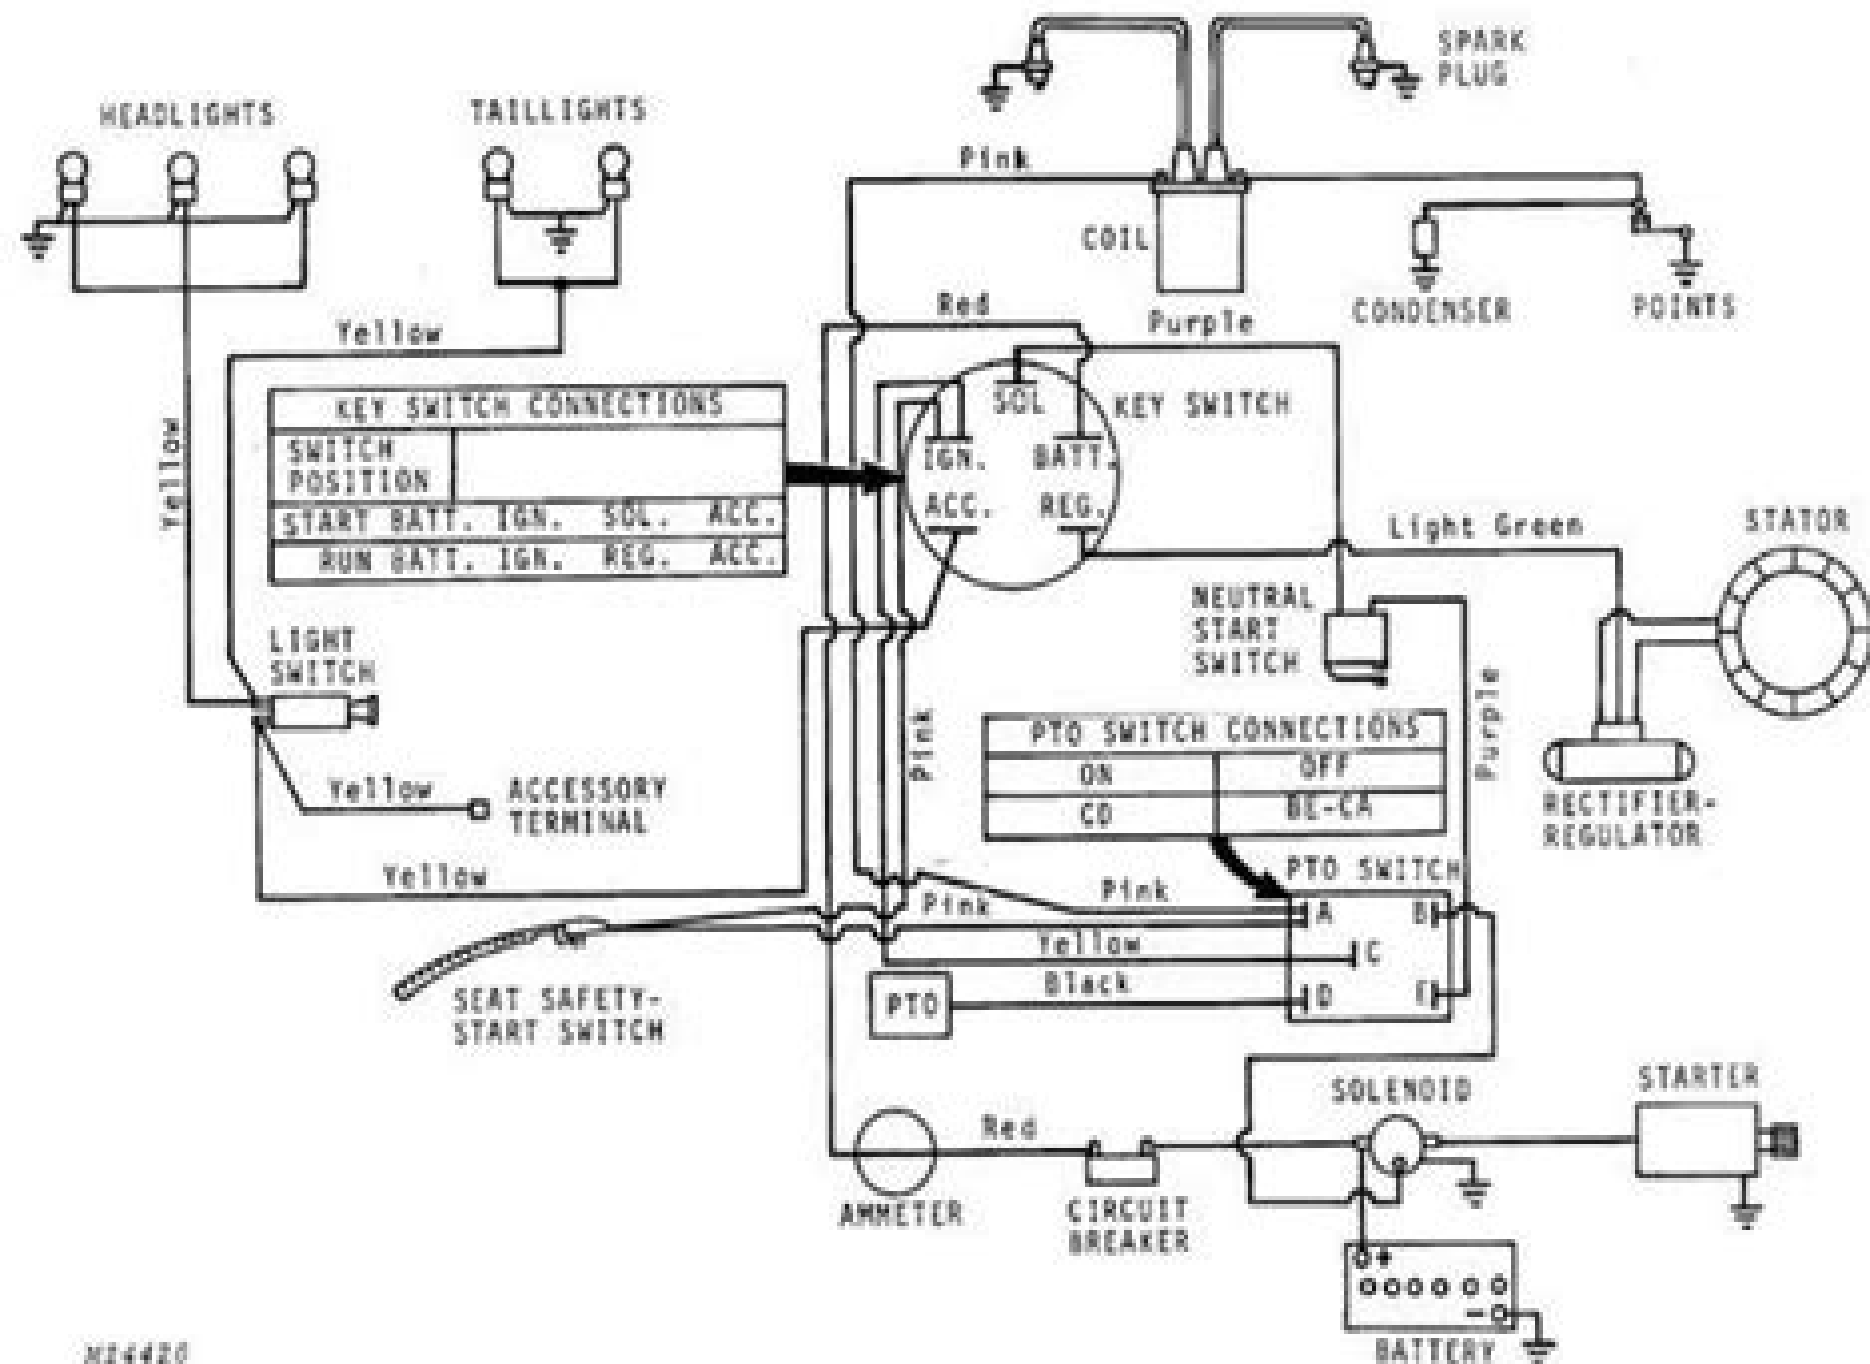 SPARK
PLUG
HEADLIGHTS
TAILLIGHTS
Pink
COIL
CONDENSER
POINTS
Red
Purple
Yellow
KEY SWITCH CONNECTIONS
SWITCH
POSITION
START BATT. IGN. SOL. ACC.
RUN BATT. IGN. REG. ACC.
SOL
KEY SWITCH
IGN. BATT.
ACC. REG.
Yellow
Light Green
STATOR
NEUTRAL
START
SWITCH
LIGHT
SWITCH
Pink
Purple
PTO SWITCH CONNECTIONS
ON OFF
CD BE-CA
RECTIFIER-
REGULATOR
Yellow
ACCESSORY
TERMINAL
Yellow
PTO SWITCH
Pink
Pink
A B
Yellow
C
Black
PTO
D E
SEAT SAFETY-
START SWITCH
SOLENOID
STARTER
Red
AMMETER
CIRCUIT
BREAKER
+
-
BATTERY
M24420